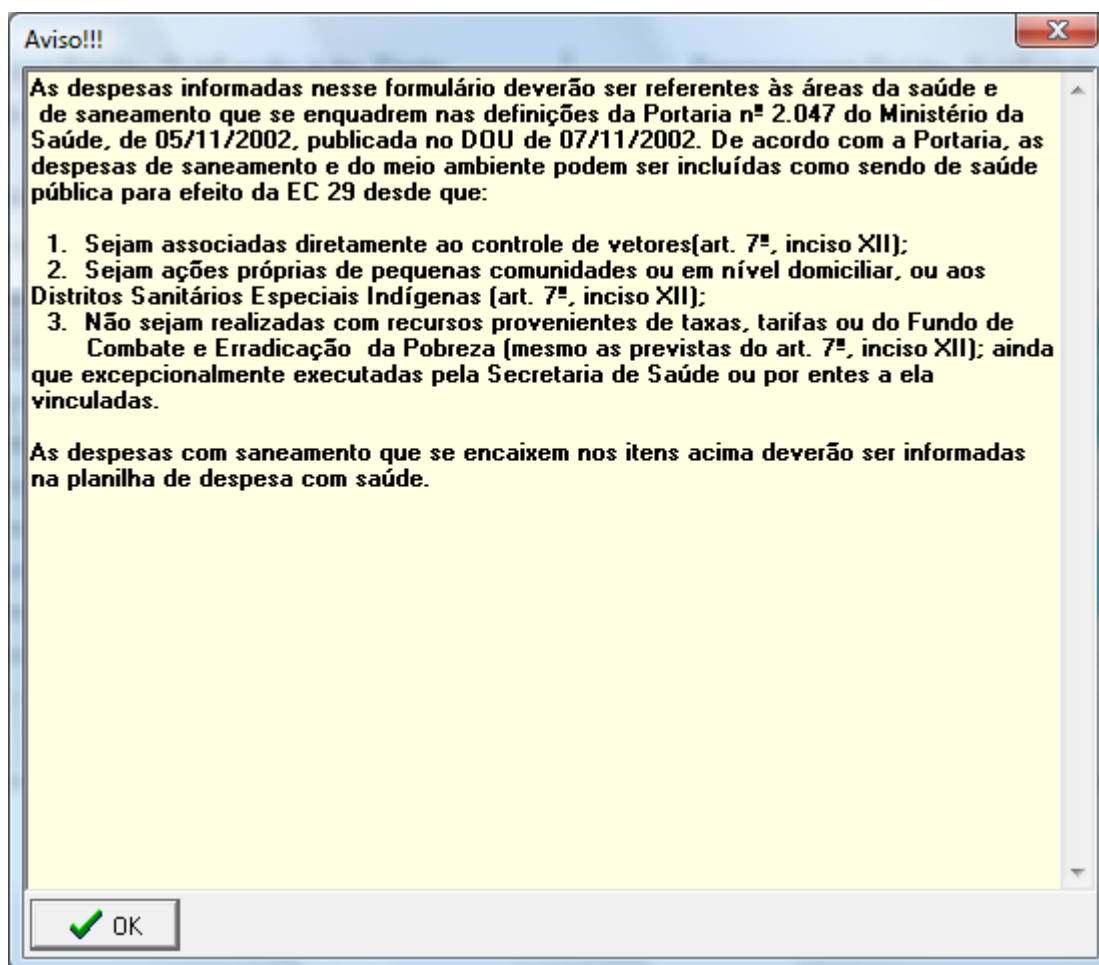 Aviso!!!
As despesas informadas nesse formulário deverão ser referentes às áreas da saúde e
de saneamento que se enquadrem nas definições da Portaria nº 2.047 do Ministério da
Saúde, de 05/11/2002, publicada no DOU de 07/11/2002. De acordo com a Portaria, as
despesas de saneamento e do meio ambiente podem ser incluídas como sendo de saúde
pública para efeito da EC 29 desde que:
1. Sejam associadas diretamente ao controle de vetores(art. 7º, inciso XII);
2. Sejam ações próprias de pequenas comunidades ou em nível domiciliar, ou aos
Distritos Sanitários Especiais Indígenas (art. 7º, inciso XII);
3. Não sejam realizadas com recursos provenientes de taxas, tarifas ou do Fundo de
Combate e Erradicação da Pobreza (mesmo as previstas do art. 7º, inciso XII); ainda
que excepcionalmente executadas pela Secretaria de Saúde ou por entes a ela
vinculadas.
As despesas com saneamento que se encaixem nos itens acima deverão ser informadas
na planilha de despesa com saúde.
OK